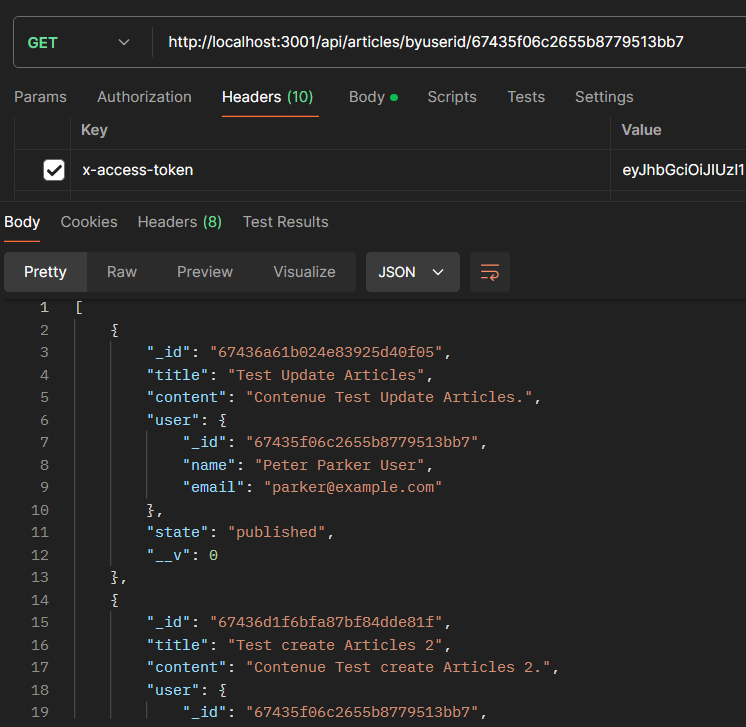 GET http://localhost:3001/api/articles/byuserid/67435f06c2655b8779513bb7
Params Authorization Headers (10) Body Scripts Tests Settings
Key Value
x-access-token eyJhbGciOiJIUzI1
Body Cookies Headers (8) Test Results
Pretty Raw Preview Visualize JSON
1 [
2 {
3 "_id": "67436a61b024e83925d40f05",
4 "title": "Test Update Articles",
5 "content": "Contenue Test Update Articles.",
6 "user": {
7 "_id": "67435f06c2655b8779513bb7",
8 "name": "Peter Parker User",
9 "email": "parker@example.com"
10 },
11 "state": "published",
12 "__v": 0
13 },
14 {
15 "_id": "67436d1f6bfa87bf84dde81f",
16 "title": "Test create Articles 2",
17 "content": "Contenue Test create Articles 2.",
18 "user": {
19 "_id": "67435f06c2655b8779513bb7",